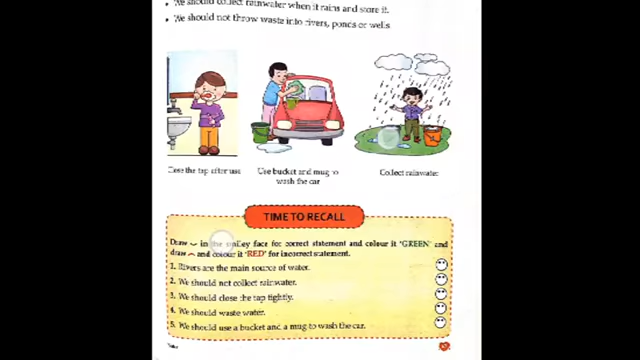 • We should collect rainwater when it rains and store it.
• We should not throw waste into rivers, ponds or wells
Close the tap after use
Use bucket and mug to
wash the car
Collect rainwater
TIME TO RECALL
Draw in the smiley face for correct statement and colour it 'GREEN' and
draw and colour it 'RED' for incorrect statement.
1. Rivers are the main source of water.
2. We should not collect rainwater.
3. We should close the tap tightly.
4. We should waste water.
5. We should use a bucket and a mug to wash the car.